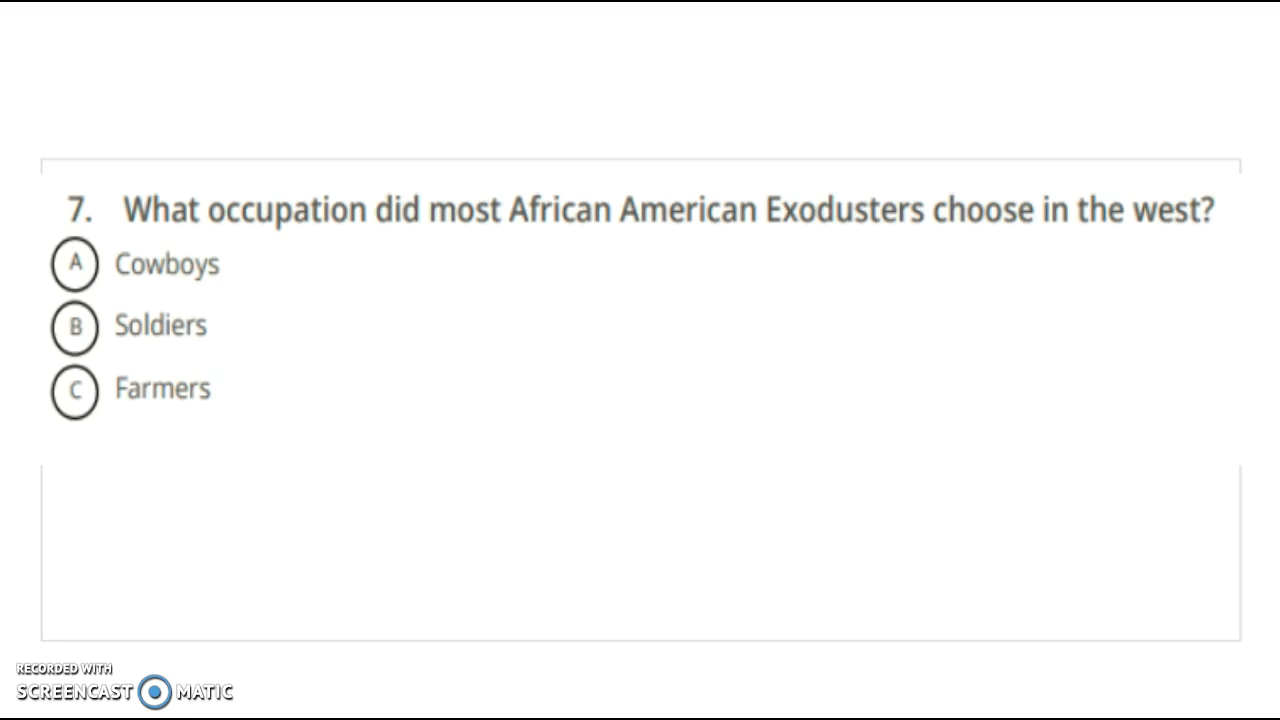 7. What occupation did most African American Exodusters choose in the west?
A Cowboys
B Soldiers
C Farmers
RECORDED WITH
SCREENCAST MATIC